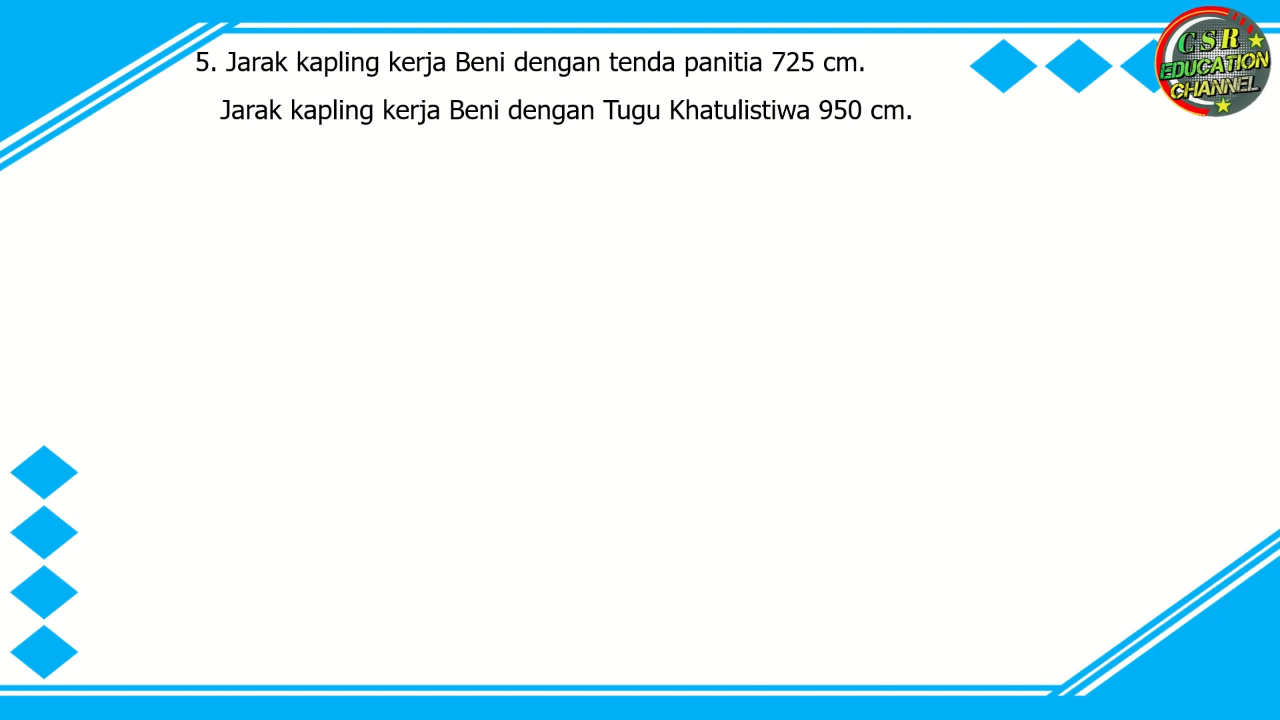 5. Jarak kapling kerja Beni dengan tenda panitia 725 cm.
Jarak kapling kerja Beni dengan Tugu Khatulistiwa 950 cm.
CSR
EDUCATION
CHANNEL